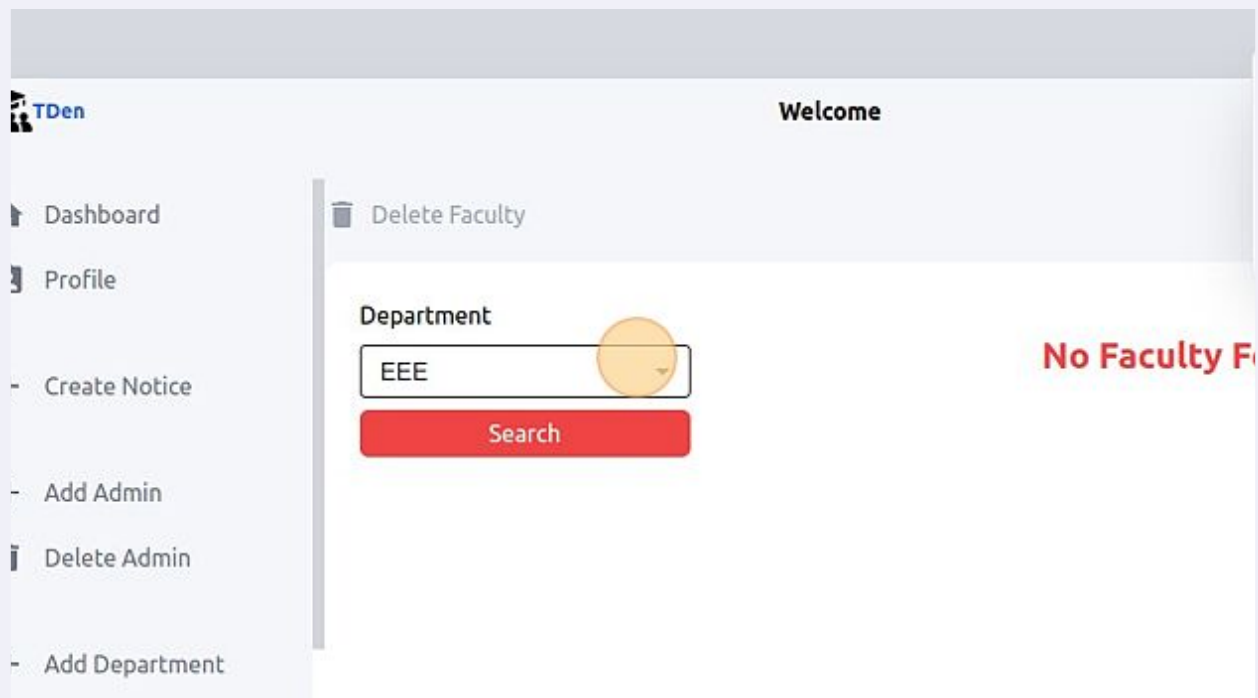 TDen
Welcome
Dashboard
Profile
Create Notice
Add Admin
Delete Admin
Add Department
Delete Faculty
Department
EEE
Search
No Faculty